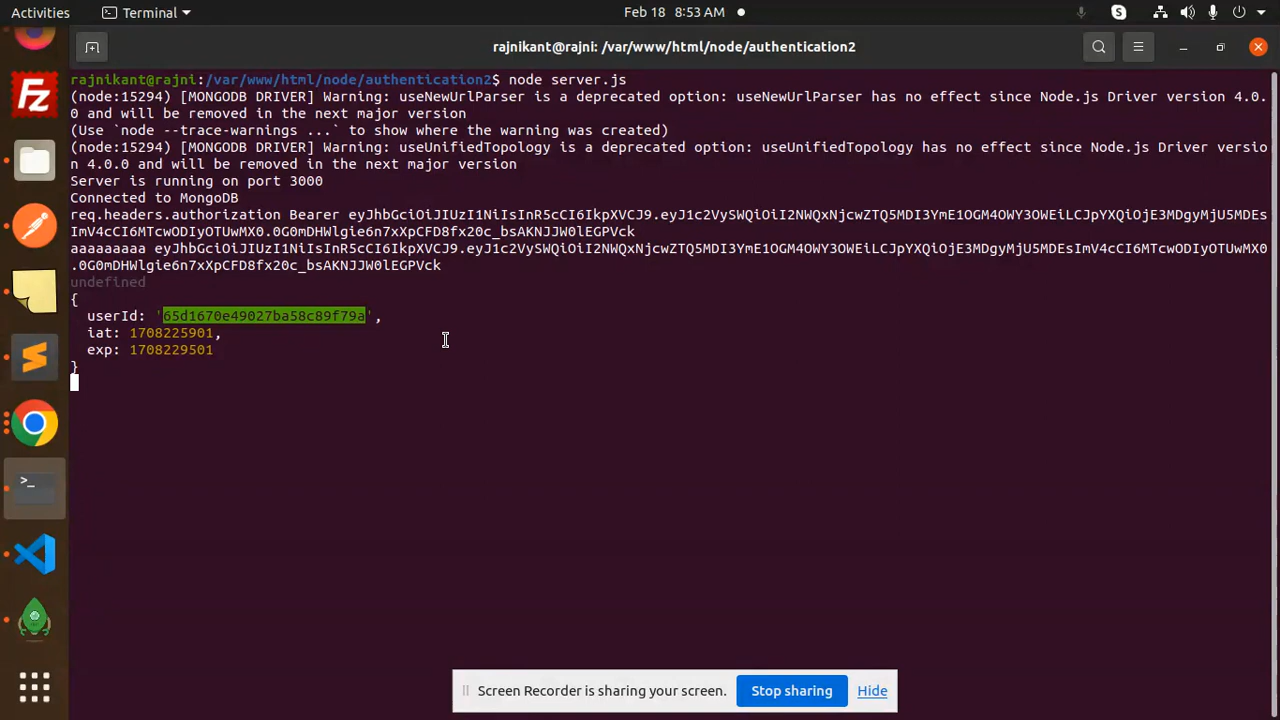 Activities Terminal Feb 18 8:53 AM
rajnikant@rajni: /var/www/html/node/authentication2
rajnikant@rajni:/var/www/html/node/authentication2$ node server.js
(node:15294) [MONGODB DRIVER] Warning: useNewUrlParser is a deprecated option: useNewUrlParser has no effect since Node.js Driver version 4.0.
0 and will be removed in the next major version
(Use `node --trace-warnings ...` to show where the warning was created)
(node:15294) [MONGODB DRIVER] Warning: useUnifiedTopology is a deprecated option: useUnifiedTopology has no effect since Node.js Driver versio
n 4.0.0 and will be removed in the next major version
Server is running on port 3000
Connected to MongoDB
req.headers.authorization Bearer eyJhbGciOiJIUzI1NiIsInR5cCI6IkpXVCJ9.eyJ1c2VySWQiOiI2NWQxNjcwZTQ5MDI3YmE1OGM4OWY3OWEiLCJpYXQiOjE3MDgyMjU5MDEs
ImV4cCI6MTcwODIyOTUwMX0.0G0mDHWlgie6n7xXpCFD8fx20c_bsAKNJJW0lEGPVck
aaaaaaaaa eyJhbGciOiJIUzI1NiIsInR5cCI6IkpXVCJ9.eyJ1c2VySWQiOiI2NWQxNjcwZTQ5MDI3YmE1OGM4OWY3OWEiLCJpYXQiOjE3MDgyMjU5MDEsImV4cCI6MTcwODIyOTUwMX0
.0G0mDHWlgie6n7xXpCFD8fx20c_bsAKNJJW0lEGPVck
undefined
{
userId: '65d1670e49027ba58c89f79a',
iat: 1708225901,
exp: 1708229501
}
Screen Recorder is sharing your screen. Stop sharing Hide